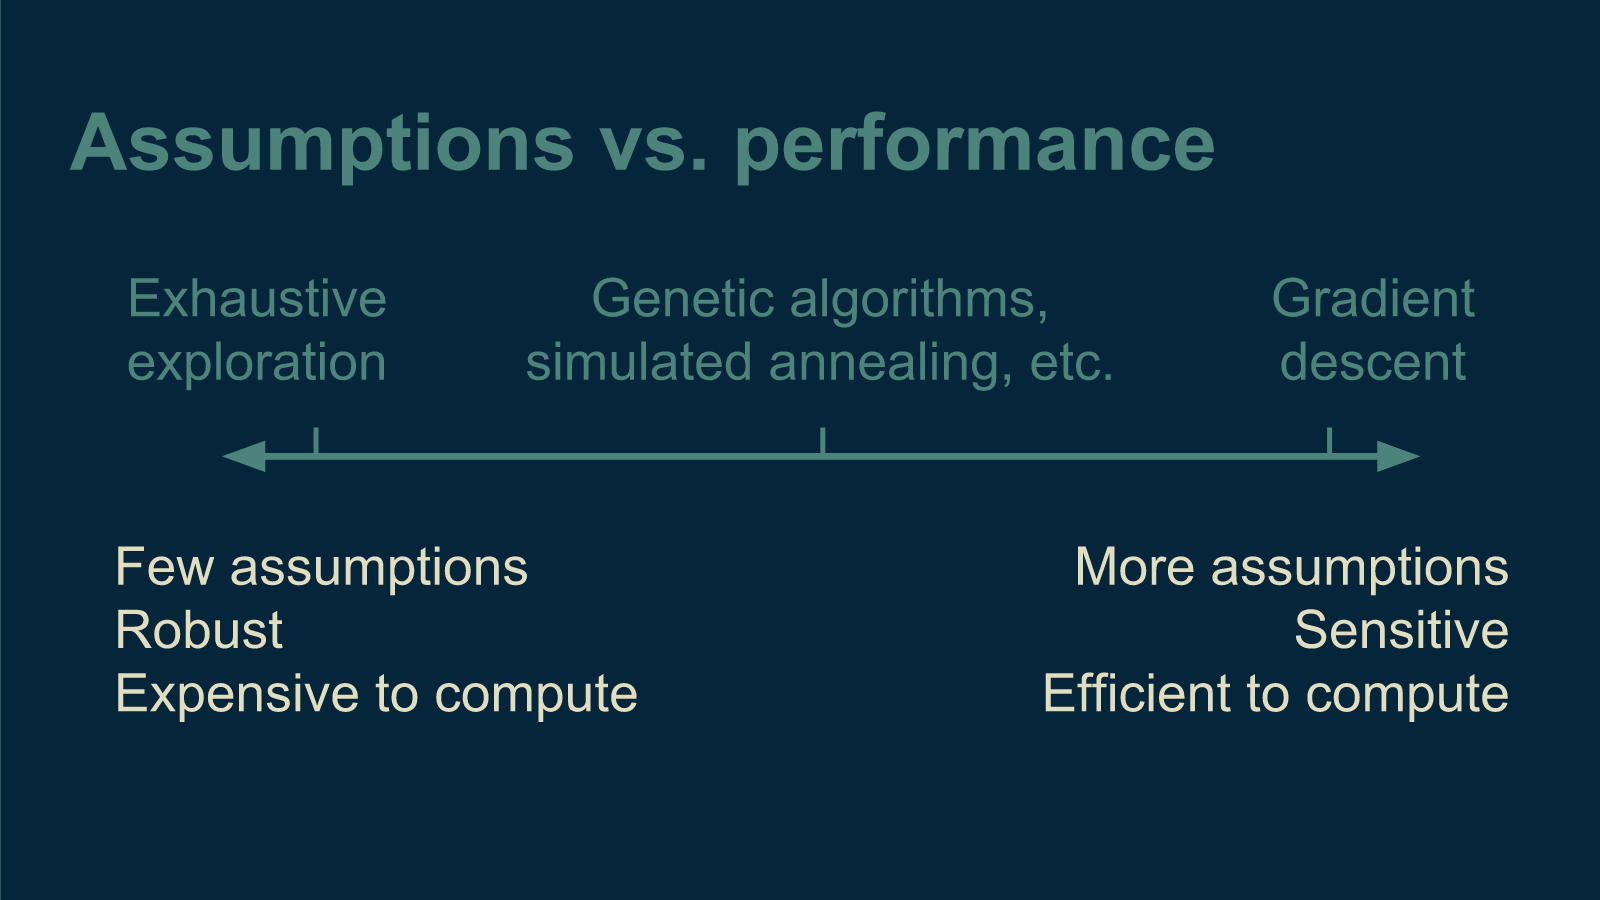 Assumptions vs. performance
Exhaustive
exploration
Genetic algorithms,
simulated annealing, etc.
Gradient
descent
Few assumptions
Robust
Expensive to compute
More assumptions
Sensitive
Efficient to compute